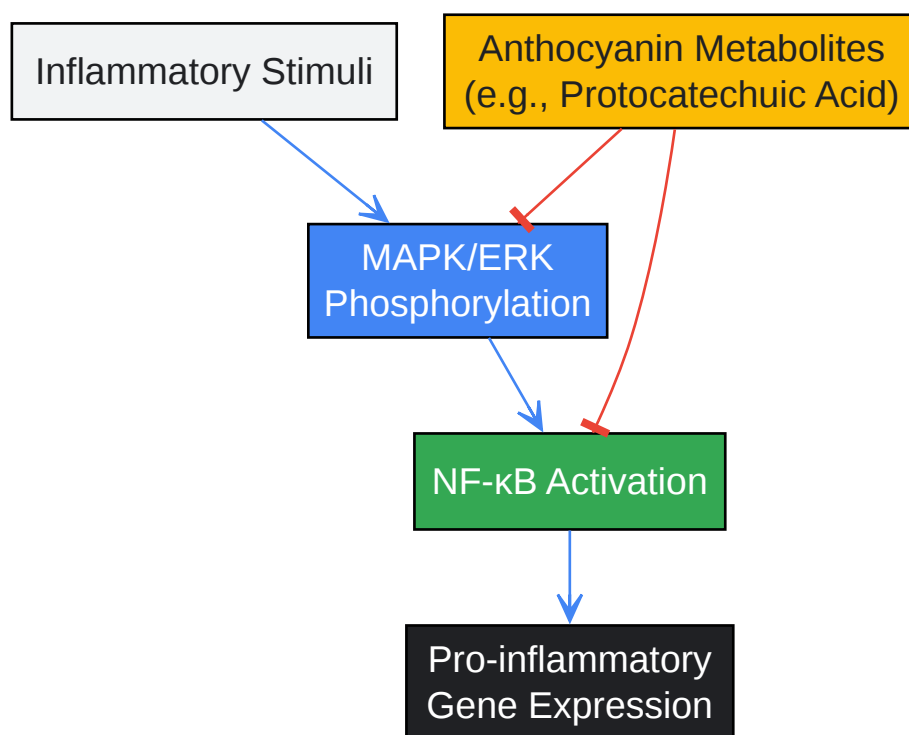 Inflammatory Stimuli
Anthocyanin Metabolites
(e.g., Protocatechuic Acid)
MAPK/ERK
Phosphorylation
NF-κB Activation
Pro-inflammatory
Gene Expression